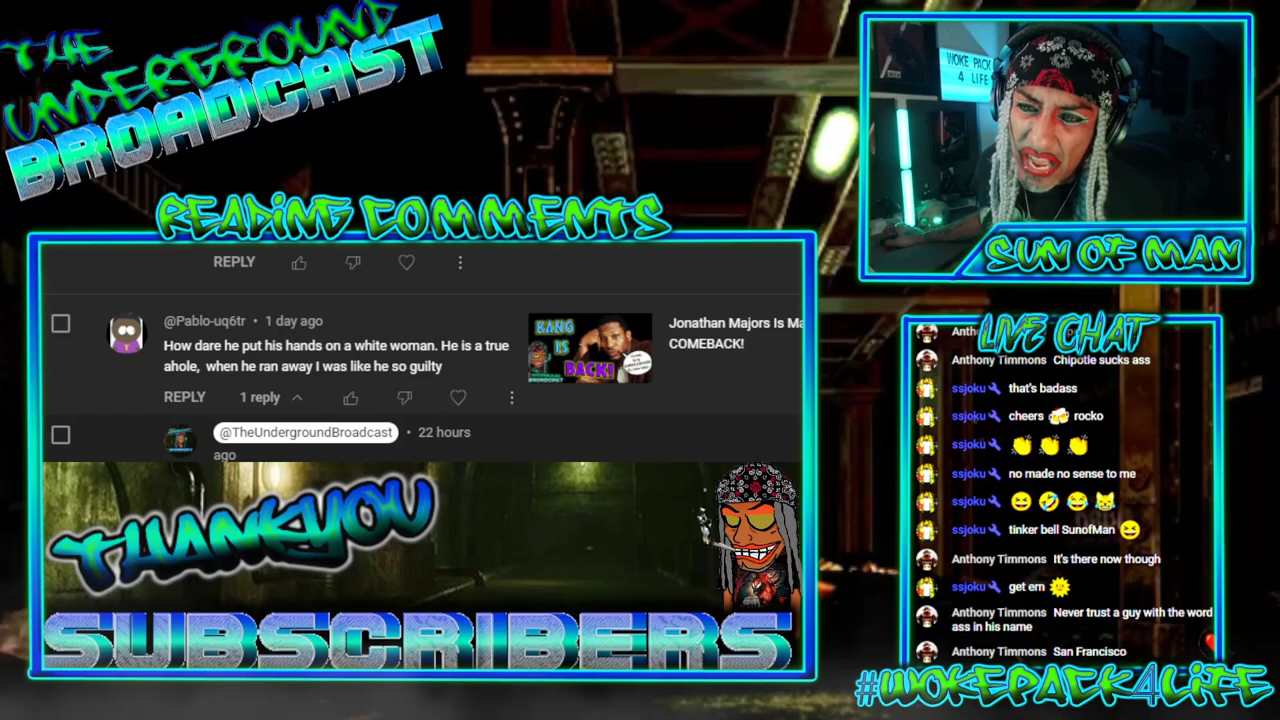 THE
UNDERGROUND
BROADCAST
READING COMMENTS
REPLY
@Pablo-uq6tr • 1 day ago
How dare he put his hands on a white woman. He is a true
ahole, when he ran away I was like he so guilty
REPLY 1 reply
KANG
IS
BACK!
Jonathan Majors Is Ma
COMEBACK!
@TheUndergroundBroadcast • 22 hours
ago
THANKYOU
SUBSCRIBERS
WOKE PACK
4 LIFE
SUN OF MAN
LIVE CHAT
Anthony Timmons Chipotle sucks ass
ssjoku that's badass
ssjoku cheers 🍻 rocko
ssjoku 👏 👏 👏
ssjoku no made no sense to me
ssjoku 😆 🤣 😂 😹
ssjoku tinker bell SunofMan 😆
Anthony Timmons It's there now though
ssjoku get em 🌞
Anthony Timmons Never trust a guy with the word
ass in his name
Anthony Timmons San Francisco
#WOKEPACK4LIFE